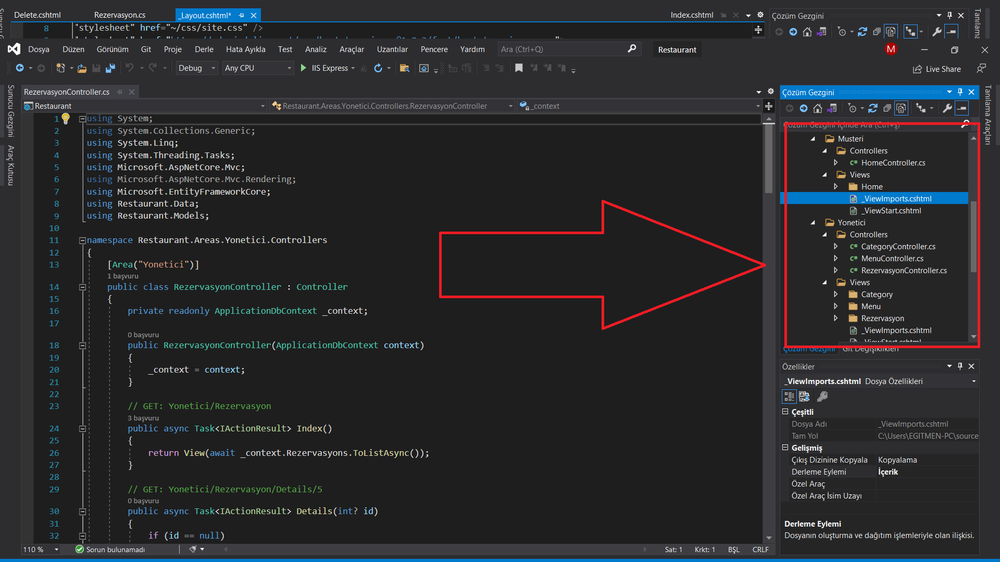 Delete.cshtml Rezervasyon.cs _Layout.cshtml* Index.cshtml Çözüm Gezgini
8 "stylesheet" href="~/css/site.css" />
Dosya Düzen Görünüm Git Proje Derle Hata Ayıkla Test Analiz Araçlar Uzantılar Pencere Yardım Ara (Ctrl+Q) Restaurant M
Debug Any CPU IIS Express Live Share
Sunucu Gezgini
Araç Kutusu
RezervasyonController.cs
Restaurant Restaurant.Areas.Yonetici.Controllers.RezervasyonController _context
1 using System;
2 using System.Collections.Generic;
3 using System.Linq;
4 using System.Threading.Tasks;
5 using Microsoft.AspNetCore.Mvc;
6 using Microsoft.AspNetCore.Mvc.Rendering;
7 using Microsoft.EntityFrameworkCore;
8 using Restaurant.Data;
9 using Restaurant.Models;
10
11 namespace Restaurant.Areas.Yonetici.Controllers
12 {
13 [Area("Yonetici")]
1 başvuru
14 public class RezervasyonController : Controller
15 {
16 private readonly ApplicationDbContext _context;
17
0 başvuru
18 public RezervasyonController(ApplicationDbContext context)
19 {
20 _context = context;
21 }
22
23 // GET: Yonetici/Rezervasyon
3 başvuru
24 public async Task<IActionResult> Index()
25 {
26 return View(await _context.Rezervasyons.ToListAsync());
27 }
28
29 // GET: Yonetici/Rezervasyon/Details/5
0 başvuru
30 public async Task<IActionResult> Details(int? id)
31 {
32 if (id == null)
110 % Sorun bulunamadı Sat: 1 Krkt: 1 BŞL CRLF
Çözüm Gezgini
Çözüm Gezgini İçinde Ara (Ctrl+ş)
Musteri
Controllers
HomeController.cs
Views
Home
_ViewImports.cshtml
_ViewStart.cshtml
Yonetici
Controllers
CategoryController.cs
MenuController.cs
RezervasyonController.cs
Views
Category
Menu
Rezervasyon
_ViewImports.cshtml
_ViewStart.cshtml
Çözüm Gezgini Git Değişiklikleri
Özellikler
_ViewImports.cshtml Dosya Özellikleri
Çeşitli
Dosya Adı _ViewImports.cshtml
Tam Yol C:\Users\EGITMEN-PC\source
Gelişmiş
Çıkış Dizinine Kopyala Kopyalama
Derleme Eylemi İçerik
Özel Araç
Özel Araç İsim Uzayı
Derleme Eylemi
Dosyanın oluşturma ve dağıtım işlemleriyle olan ilişkisi.
Tanılama Araçları